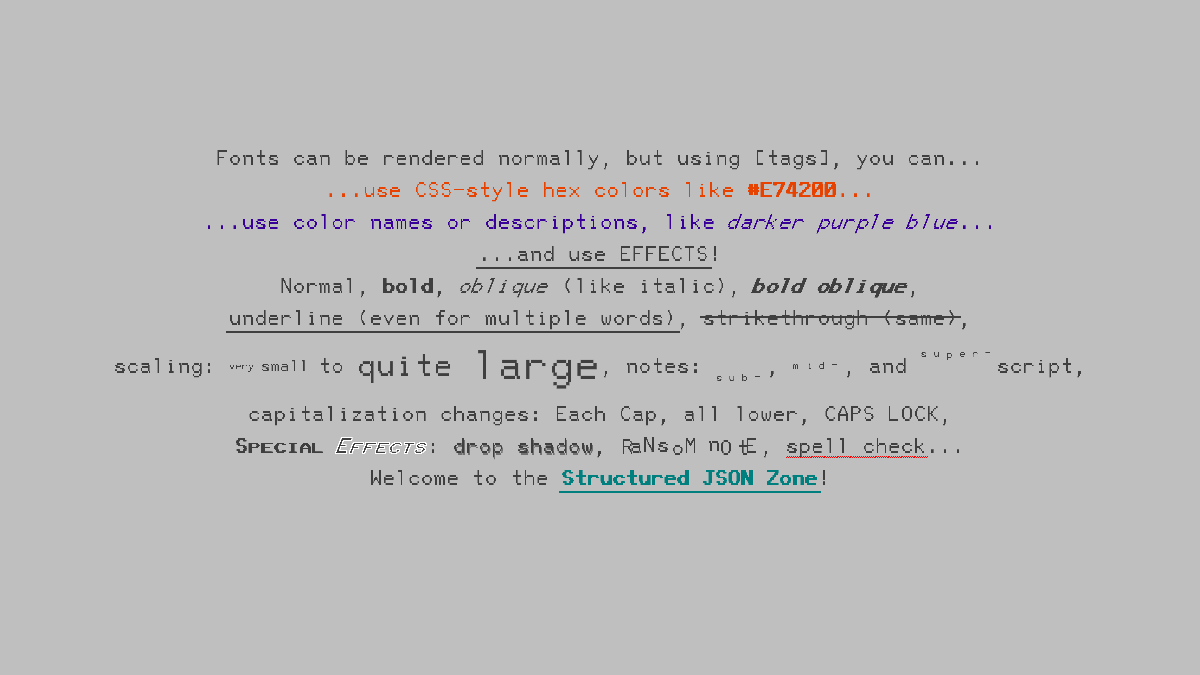 Fonts can be rendered normally, but using [tags], you can...
...use CSS-style hex colors like #E74200...
...use color names or descriptions, like darker purple blue...
...and use EFFECTS!
Normal, bold, oblique (like italic), bold oblique,
underline (even for multiple words), strikethrough (same),
scaling: very small to quite large, notes: sub-, mid-, and super-script,
capitalization changes: Each Cap, all lower, CAPS LOCK,
Special Effects: drop shadow, RaNsoM nOtE, spell check...
Welcome to the Structured JSON Zone!